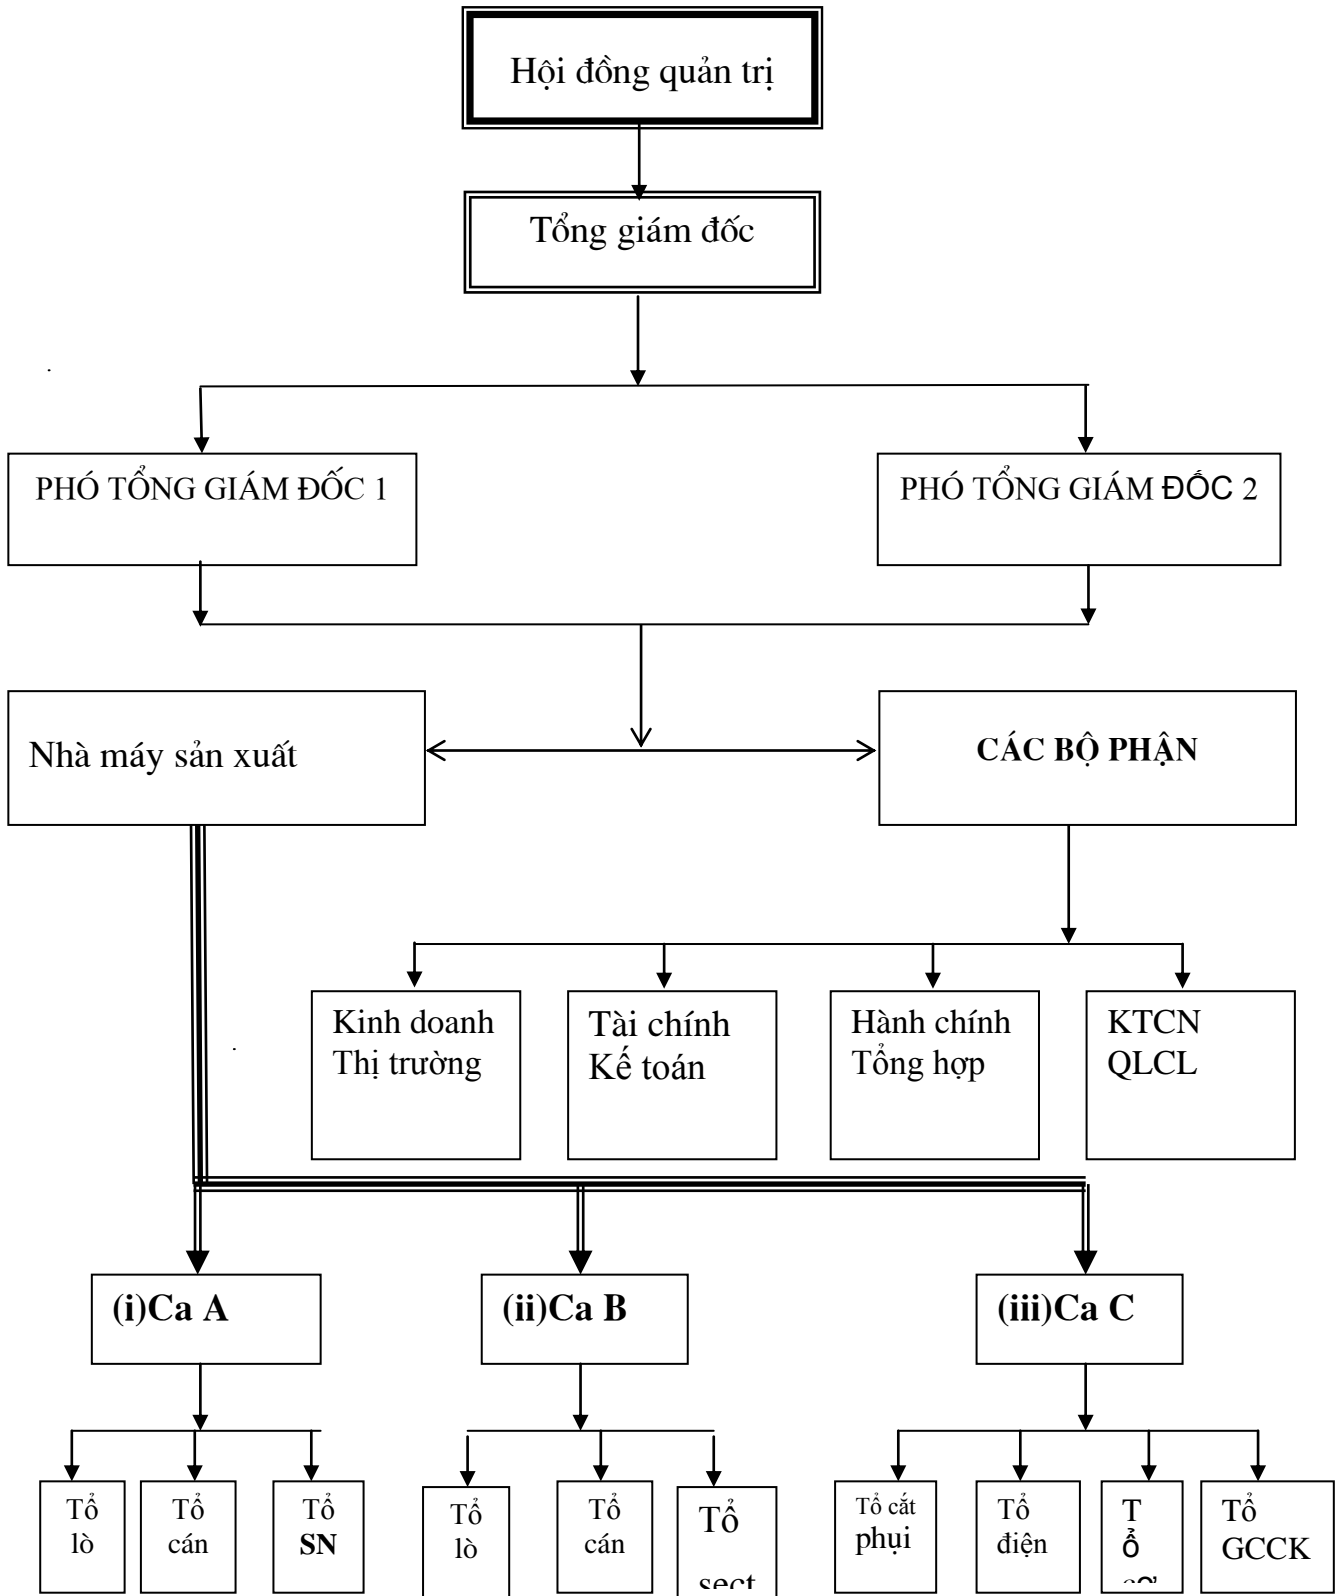 Hội đồng quản trị
Tổng giám đốc
PHÓ TỔNG GIÁM ĐỐC 1
PHÓ TỔNG GIÁM ĐỐC 2
Nhà máy sản xuất
CÁC BỘ PHẬN
Kinh doanh
Thị trường
Tài chính
Kế toán
Hành chính
Tổng hợp
KTCN
QLCL
(i)Ca A
(ii)Ca B
(iii)Ca C
Tổ
lò
Tổ
cán
Tổ
SN
Tổ
lò
Tổ
cán
Tổ
sect
Tổ cắt
phụi
Tổ
điện
T
ổ
Tổ
GCCK